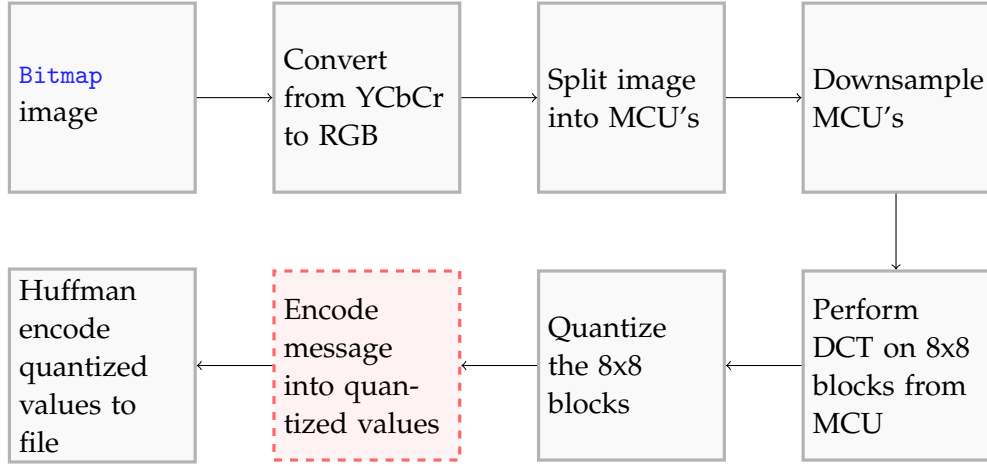 Bitmap
image
Convert
from YCbCr
to RGB
Split image
into MCU's
Downsample
MCU's
Perform
DCT on 8x8
blocks from
MCU
Quantize
the 8x8
blocks
Encode
message
into quan-
tized values
Huffman
encode
quantized
values to
file